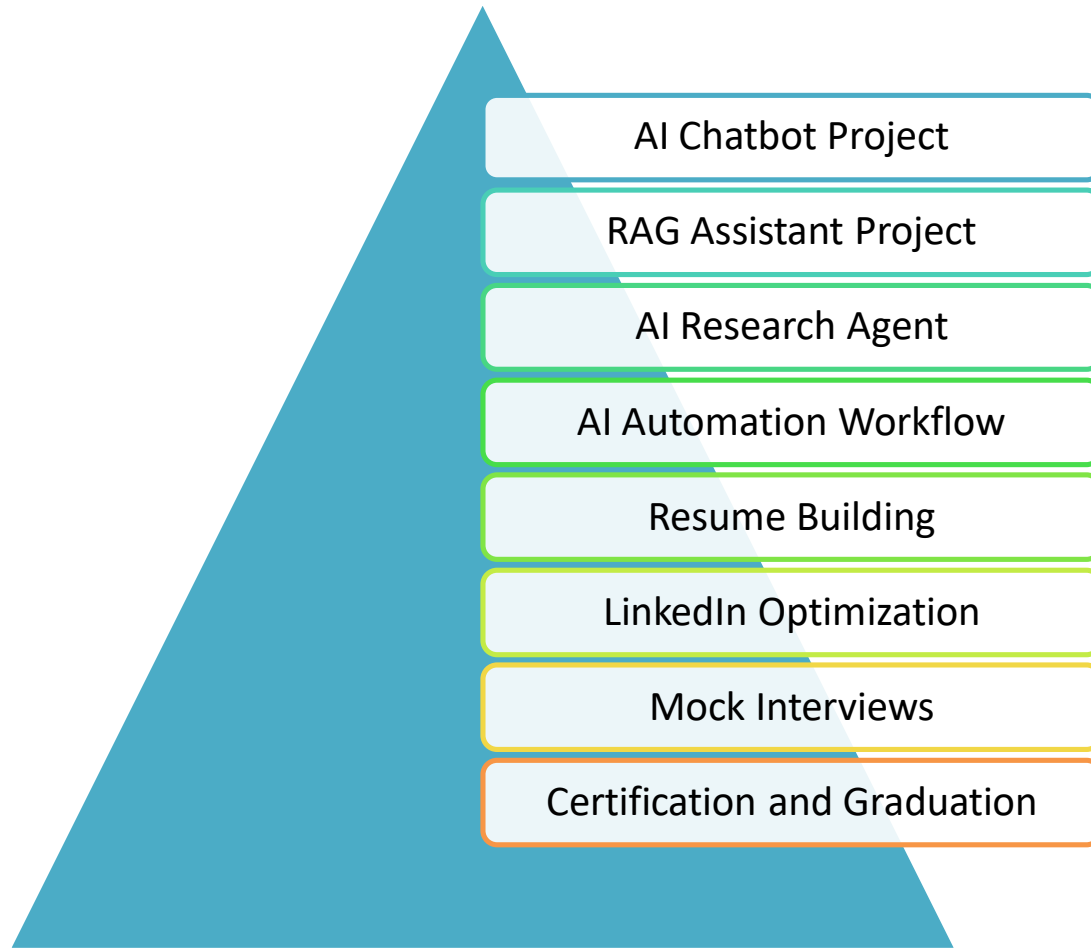 AI Chatbot Project
RAG Assistant Project
AI Research Agent
AI Automation Workflow
Resume Building
LinkedIn Optimization
Mock Interviews
Certification and Graduation